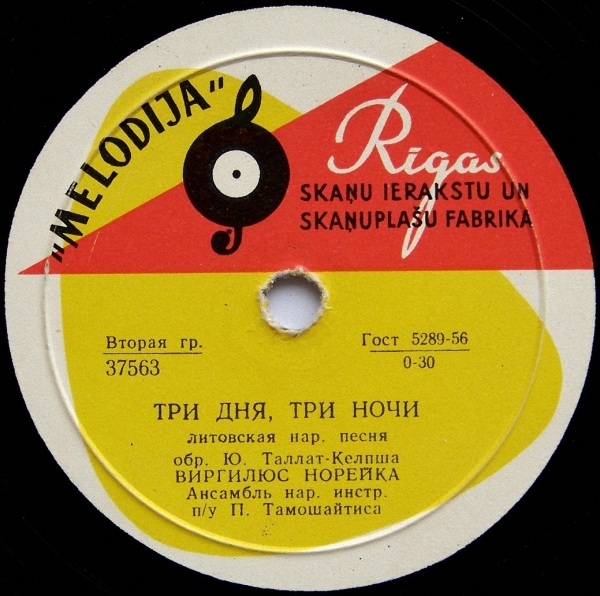 „MELODIJA"
Rīgas
SKAŅU IERAKSTU UN
SKAŅUPLAŠU FABRIKA
Вторая гр.
37563
Гост 5289-56
0-30
ТРИ ДНЯ, ТРИ НОЧИ
литовская нар. песня
обр. Ю. Таллат-Келпша
ВИРГИЛЮС НОРЕЙКА
Ансамбль нар. инстр.
п/у П. Тамошайтиса